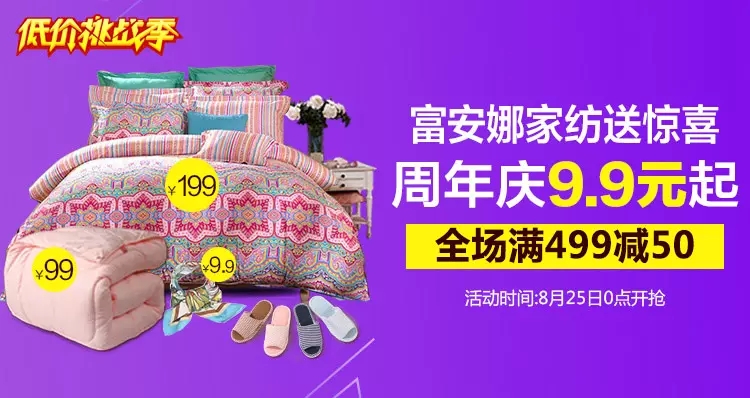 低价挑战季
富安娜家纺送惊喜
周年庆9.9元起
全场满499减50
活动时间:8月25日0点开抢
¥199
¥99
¥9.9